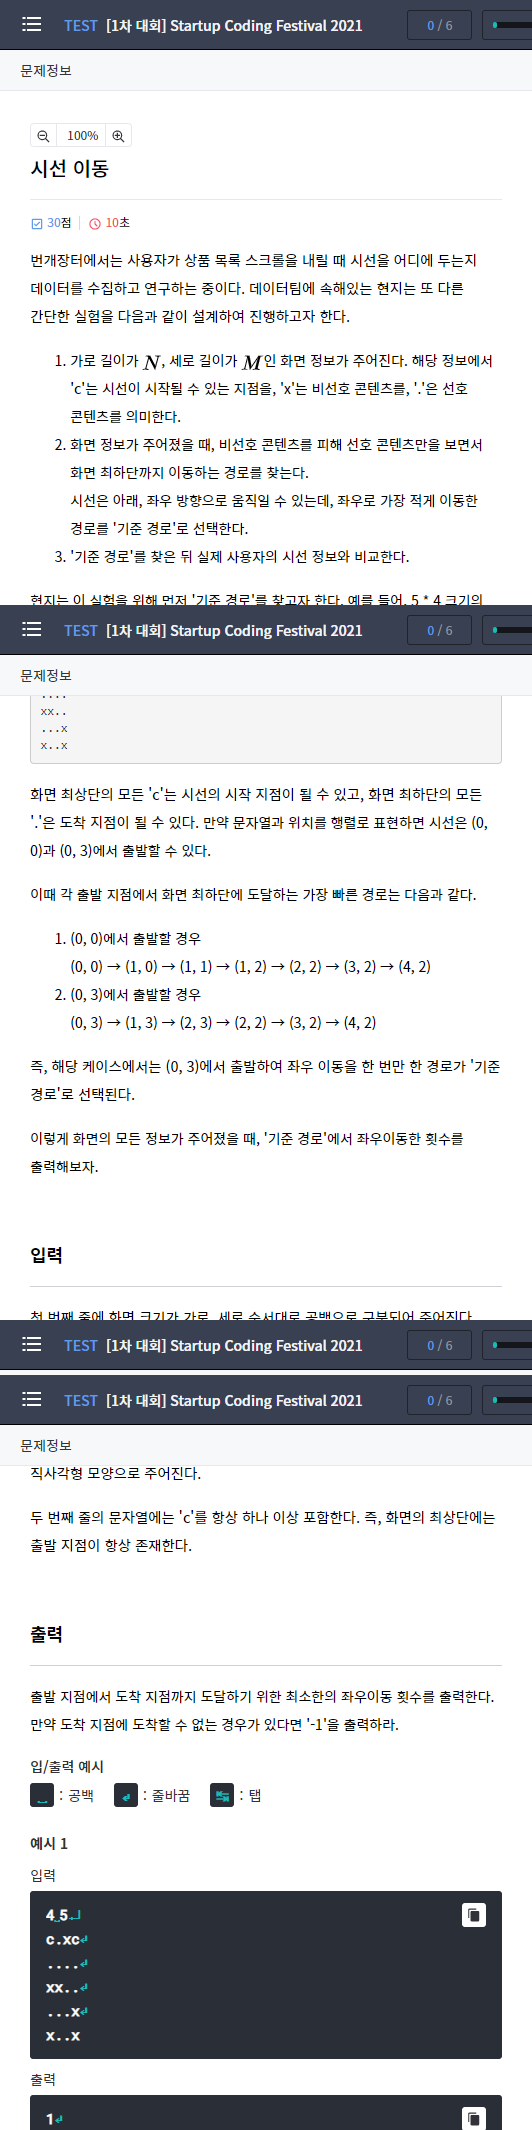 TEST [1차 대회] Startup Coding Festival 2021 0 / 6
문제정보
100%
시선 이동
30점 10초
번개장터에서는 사용자가 상품 목록 스크롤을 내릴 때 시선을 어디에 두는지
데이터를 수집하고 연구하는 중이다. 데이터팀에 속해있는 현지는 또 다른
간단한 실험을 다음과 같이 설계하여 진행하고자 한다.
1. 가로 길이가 N, 세로 길이가 M인 화면 정보가 주어진다. 해당 정보에서
'c'는 시선이 시작될 수 있는 지점을, 'x'는 비선호 콘텐츠를, '.'은 선호
콘텐츠를 의미한다.
2. 화면 정보가 주어졌을 때, 비선호 콘텐츠를 피해 선호 콘텐츠만을 보면서
화면 최하단까지 이동하는 경로를 찾는다.
시선은 아래, 좌우 방향으로 움직일 수 있는데, 좌우로 가장 적게 이동한
경로를 '기준 경로'로 선택한다.
3. '기준 경로'를 찾은 뒤 실제 사용자의 시선 정보와 비교한다.
현지는 이 실험을 위해 먼저 '기준 경로'를 찾고자 한다. 예를 들어, 5 * 4 크기의
TEST [1차 대회] Startup Coding Festival 2021 0 / 6
문제정보
....
xx..
...x
x..x
화면 최상단의 모든 'c'는 시선의 시작 지점이 될 수 있고, 화면 최하단의 모든
'.'은 도착 지점이 될 수 있다. 만약 문자열과 위치를 행렬로 표현하면 시선은 (0,
0)과 (0, 3)에서 출발할 수 있다.
이때 각 출발 지점에서 화면 최하단에 도달하는 가장 빠른 경로는 다음과 같다.
1. (0, 0)에서 출발할 경우
(0, 0) → (1, 0) → (1, 1) → (1, 2) → (2, 2) → (3, 2) → (4, 2)
2. (0, 3)에서 출발할 경우
(0, 3) → (1, 3) → (2, 3) → (2, 2) → (3, 2) → (4, 2)
즉, 해당 케이스에서는 (0, 3)에서 출발하여 좌우 이동을 한 번만 한 경로가 '기준
경로'로 선택된다.
이렇게 화면의 모든 정보가 주어졌을 때, '기준 경로'에서 좌우이동한 횟수를
출력해보자.
입력
첫 번째 줄에 화면 크기가 가로, 세로 순서대로 공백으로 구분되어 주어진다.
TEST [1차 대회] Startup Coding Festival 2021 0 / 6
TEST [1차 대회] Startup Coding Festival 2021 0 / 6
문제정보
직사각형 모양으로 주어진다.
두 번째 줄의 문자열에는 'c'를 항상 하나 이상 포함한다. 즉, 화면의 최상단에는
출발 지점이 항상 존재한다.
출력
출발 지점에서 도착 지점까지 도달하기 위한 최소한의 좌우이동 횟수를 출력한다.
만약 도착 지점에 도착할 수 없는 경우가 있다면 '-1'을 출력하라.
입/출력 예시
␣ : 공백 ↵ : 줄바꿈 ↹ : 탭
예시 1
입력
4␣5↵
c.xc↵
....↵
xx..↵
...x↵
x..x
출력
1↵